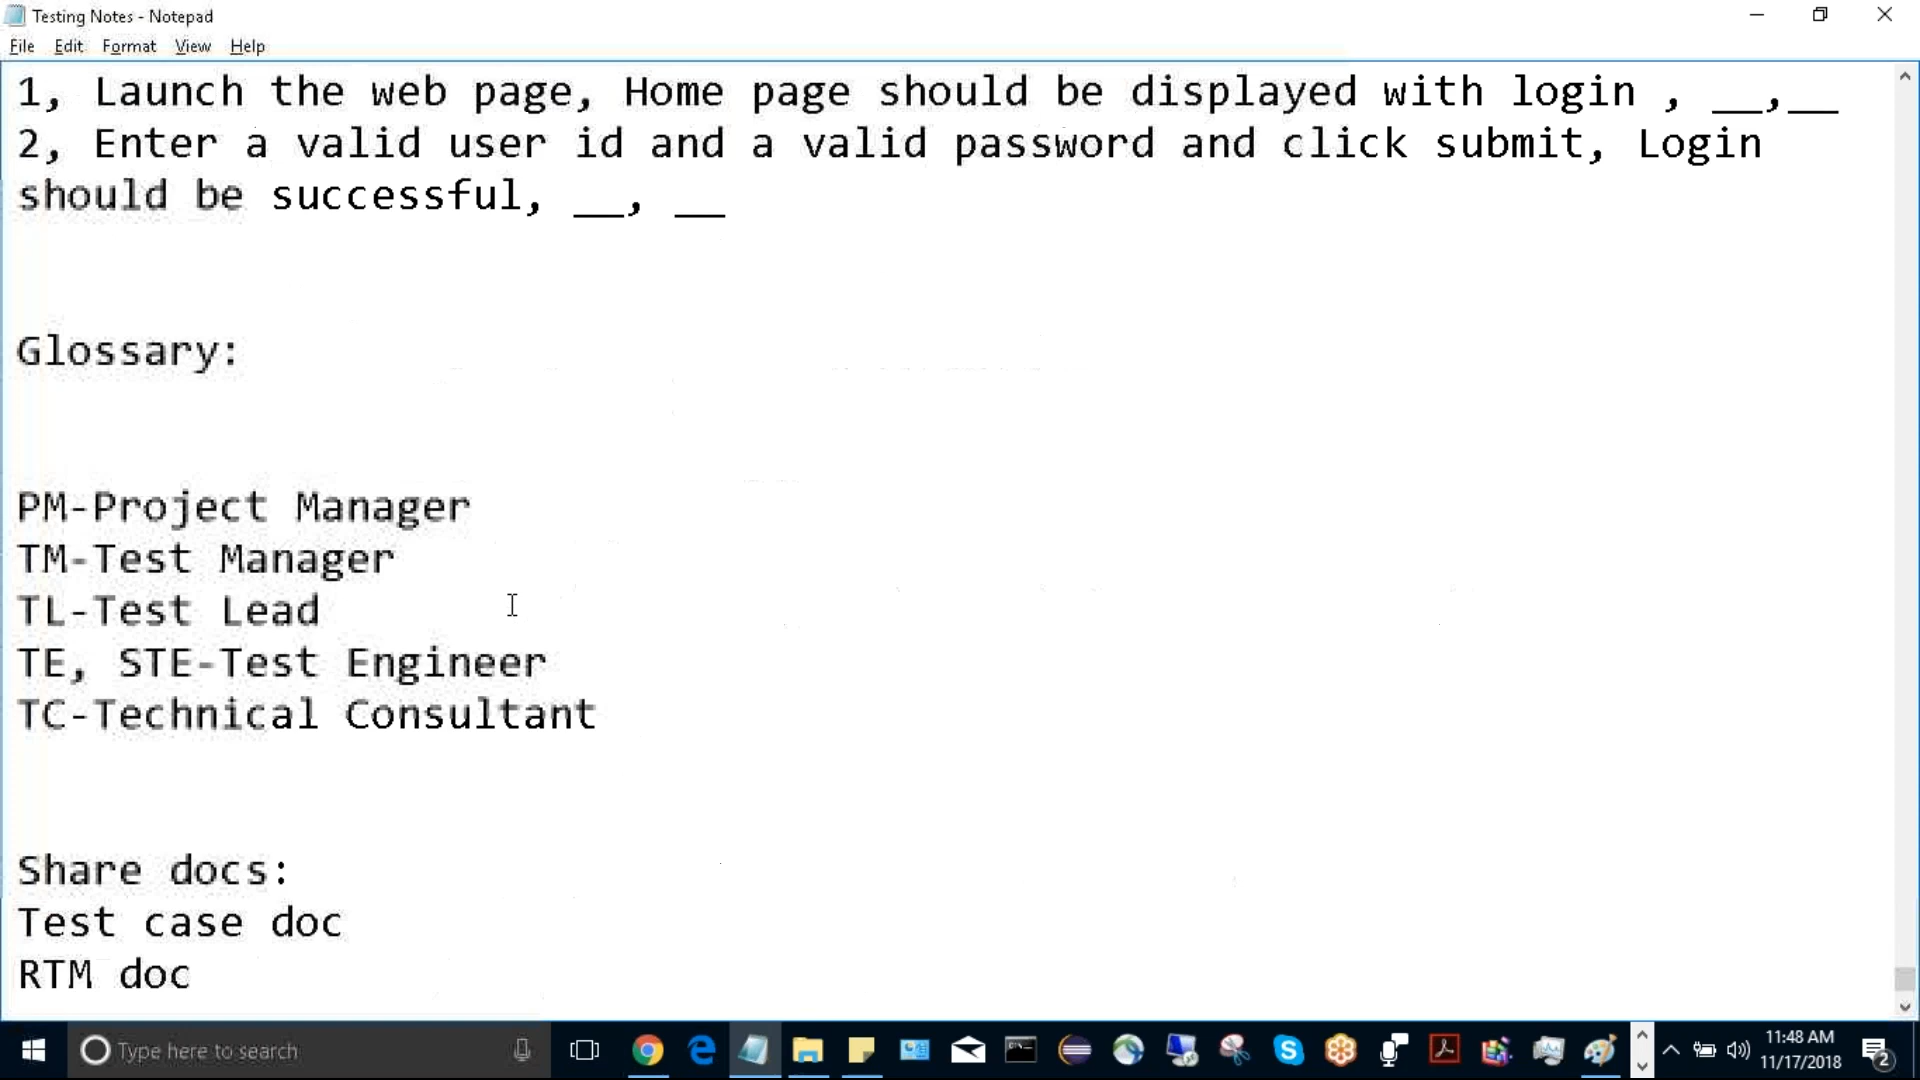 Testing Notes - Notepad
File Edit Format View Help
1, Launch the web page, Home page should be displayed with login , __,__
2, Enter a valid user id and a valid password and click submit, Login
should be successful, __, __
Glossary:
PM-Project Manager
TM-Test Manager
TL-Test Lead
TE, STE-Test Engineer
TC-Technical Consultant
Share docs:
Test case doc
RTM doc
Type here to search
11:48 AM
11/17/2018
2